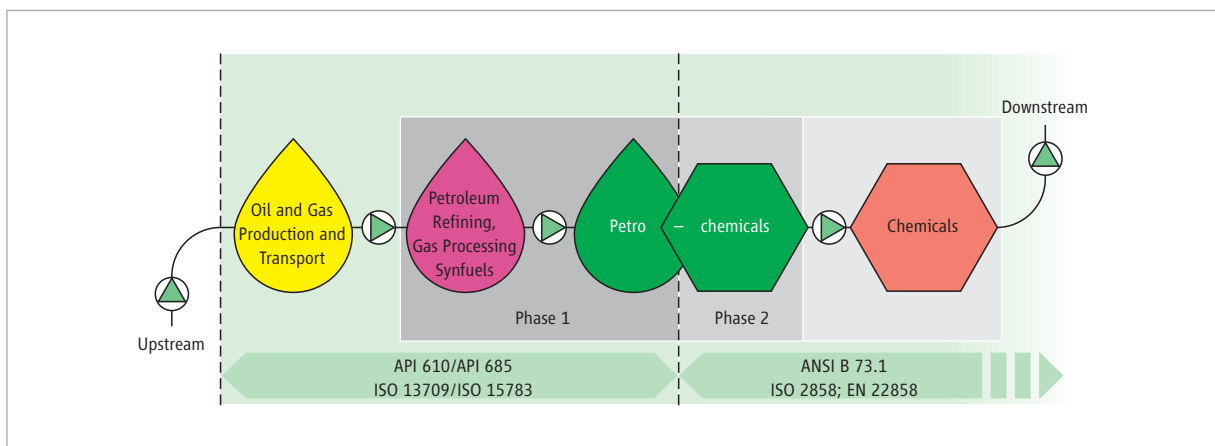 Downstream
Oil and Gas
Production and
Transport
Petroleum
Refining,
Gas Processing
Synfuels
Petro – chemicals
Chemicals
Phase 1
Phase 2
Upstream
API 610/API 685
ISO 13709/ISO 15783
ANSI B 73.1
ISO 2858; EN 22858